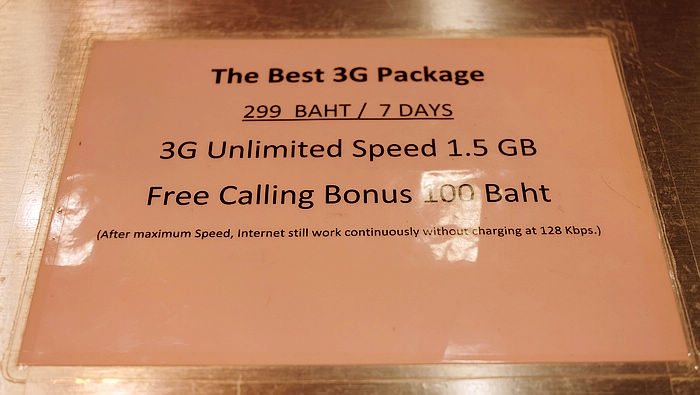 The Best 3G Package
299 BAHT / 7 DAYS
3G Unlimited Speed 1.5 GB
Free Calling Bonus 100 Baht
(After maximum Speed, Internet still work continuously without charging at 128 Kbps.)